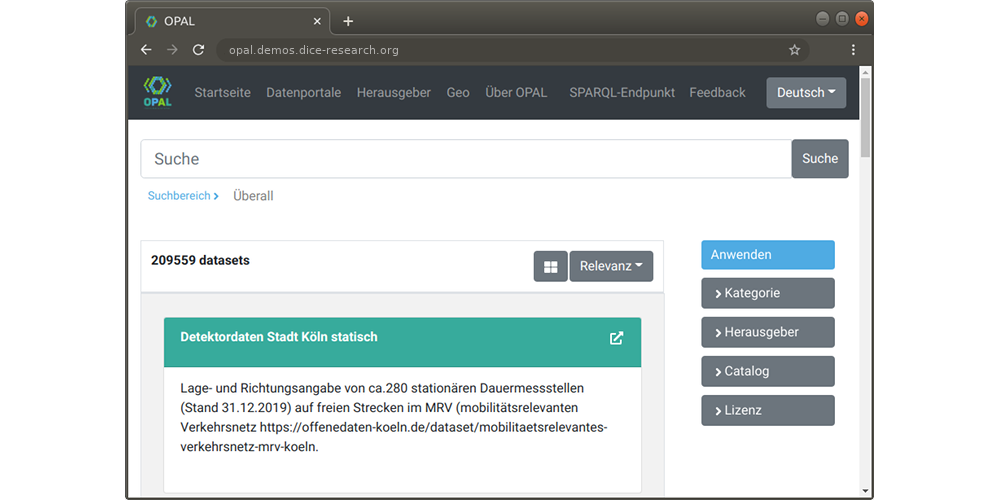 OPAL
opal.demos.dice-research.org
OPAL
Startseite Datenportale Herausgeber Geo Über OPAL SPARQL-Endpunkt Feedback Deutsch
Suche Suche
Suchbereich Überall
209559 datasets Relevanz
Anwenden
Kategorie
Herausgeber
Catalog
Lizenz
Detektordaten Stadt Köln statisch
Lage- und Richtungsangabe von ca.280 stationären Dauermessstellen
(Stand 31.12.2019) auf freien Strecken im MRV (mobilitätsrelevanten
Verkehrsnetz https://offenedaten-koeln.de/dataset/mobilitaetsrelevantes-
verkehrsnetz-mrv-koeln.